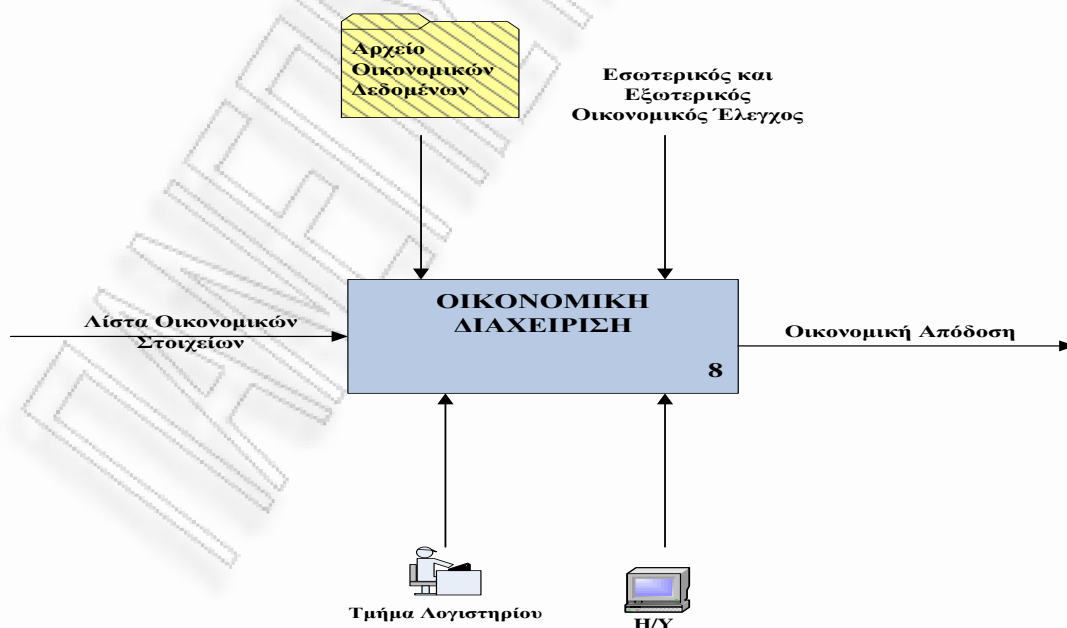 Αρχείο
Οικονομικών
Δεδομένων
Εσωτερικός και
Εξωτερικός
Οικονομικός Έλεγχος
ΟΙΚΟΝΟΜΙΚΗ
ΔΙΑΧΕΙΡΙΣΗ
8
Λίστα Οικονομικών
Στοιχείων
Οικονομική Απόδοση
Τμήμα Λογιστηρίου
Η/Υ